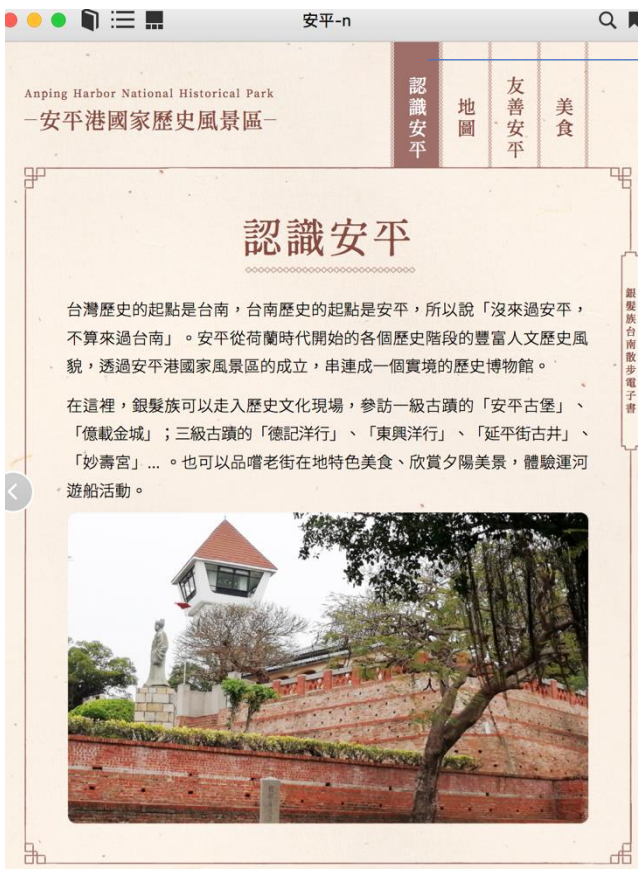 安平-n
Anping Harbor National Historical Park
–安平港國家歷史風景區–
認識安平
地圖
友善安平
美食
認識安平
台灣歷史的起點是台南，台南歷史的起點是安平，所以說「沒來過安平，
不算來過台南」。安平從荷蘭時代開始的各個歷史階段的豐富人文歷史風
貌，透過安平港國家風景區的成立，串連成一個實境的歷史博物館。
在這裡，銀髮族可以走入歷史文化現場，參訪一級古蹟的「安平古堡」、
「億載金城」；三級古蹟的「德記洋行」、「東興洋行」、「延平街古井」、
「妙壽宮」... 。也可以品嚐老街在地特色美食、欣賞夕陽美景，體驗運河
遊船活動。
銀髮族台南散步電子書